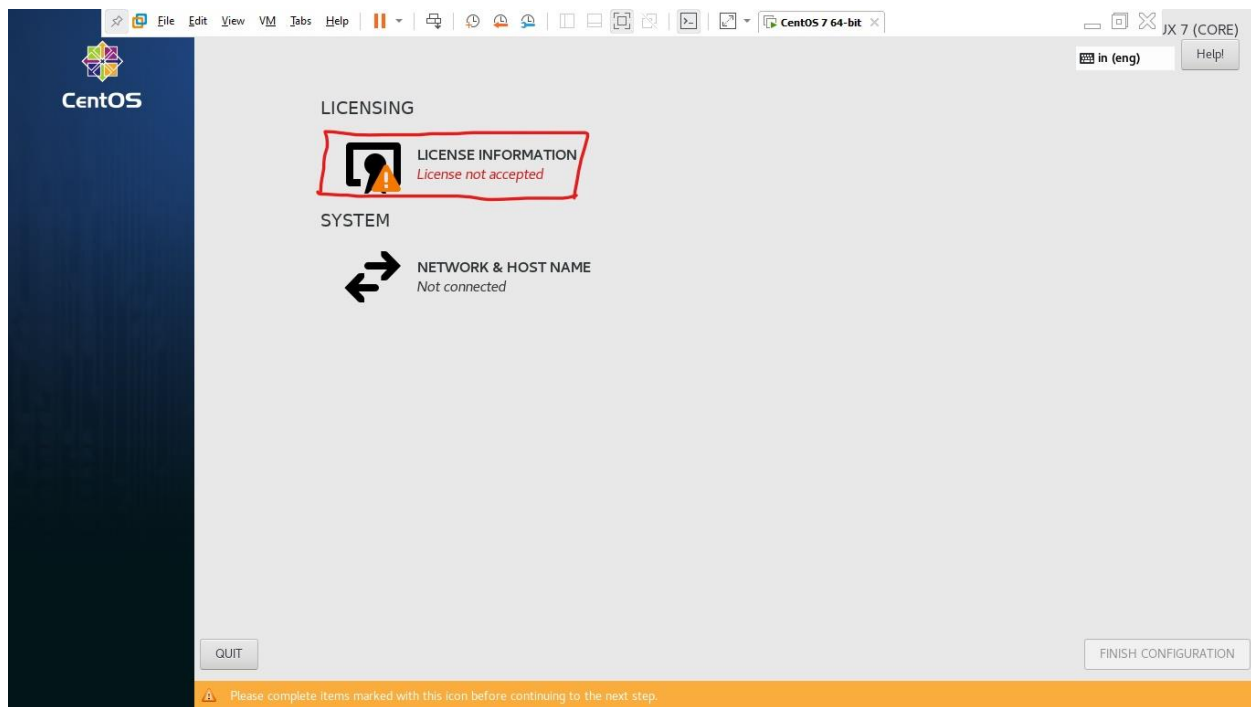 File Edit View VM Tabs Help CentOS 7 64-bit
UX 7 (CORE)
in (eng) Help!
CentOS
LICENSING
LICENSE INFORMATION
License not accepted
SYSTEM
NETWORK & HOST NAME
Not connected
QUIT FINISH CONFIGURATION
Please complete items marked with this icon before continuing to the next step.